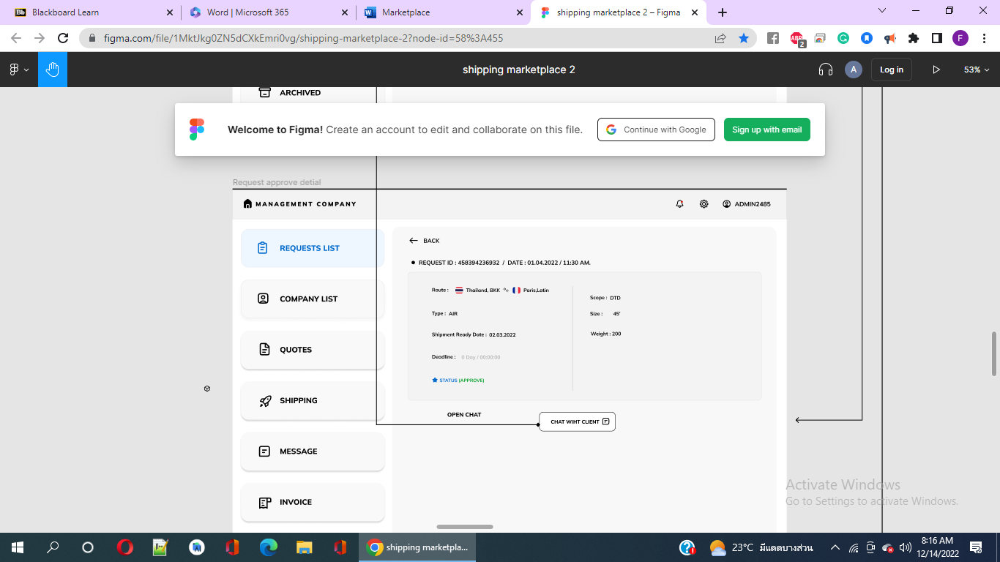 Blackboard Learn
Word | Microsoft 365
Marketplace
shipping marketplace 2 – Figma
figma.com/file/1MktJkg0ZN5dCXkEmri0vg/shipping-marketplace-2?node-id=58%3A455
ABP
2
F
shipping marketplace 2
A
Log in
53%
ARCHIVED
Welcome to Figma! Create an account to edit and collaborate on this file.
Continue with Google
Sign up with email
Request approve detial
MANAGEMENT COMPANY
ADMIN2485
REQUESTS LIST
COMPANY LIST
QUOTES
SHIPPING
MESSAGE
INVOICE
BACK
REQUEST ID : 458394236932 / DATE : 01.04.2022 / 11:30 AM.
Route : Thailand, BKK Paris,Latin
Type : AIR
Shipment Ready Date : 02.03.2022
Deadline : 0 Day / 00:00:00
STATUS (APPROVE)
Scope : DTD
Size : 45'
Weight : 200
OPEN CHAT
CHAT WIHT CLIENT
Activate Windows
Go to Settings to activate Windows.
shipping marketpla...
23°C มีแดดบางส่วน
8:16 AM
12/14/2022